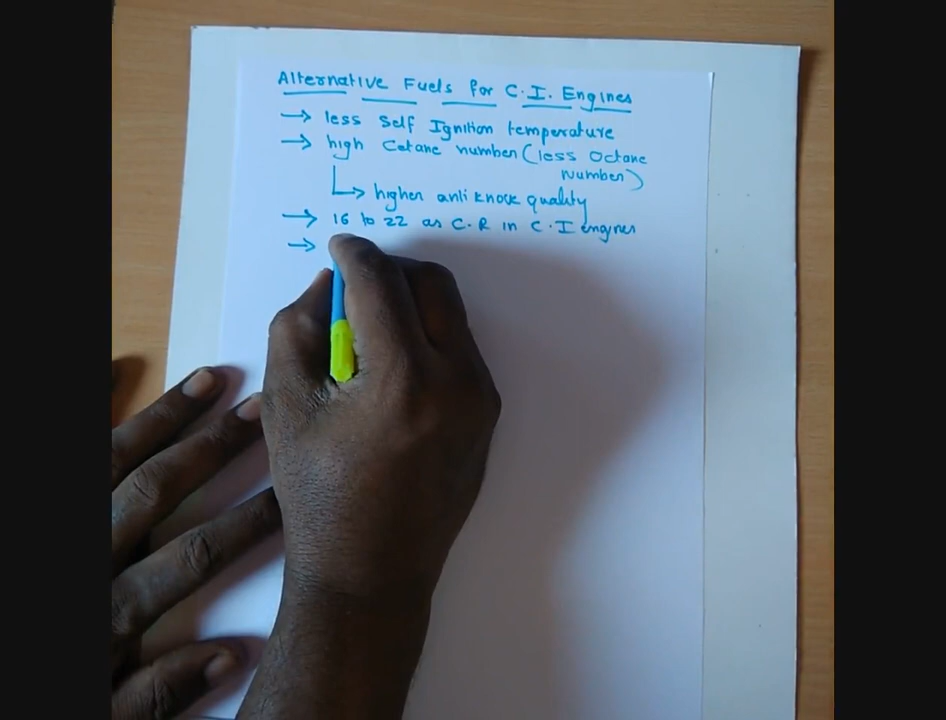 Alternative Fuels for C.I. Engines
→ less Self Ignition temperature
→ high Cetane number (less Octane
number)
↳ higher anti knock quality
→ 16 to 22 as C.R in C.I engines
→